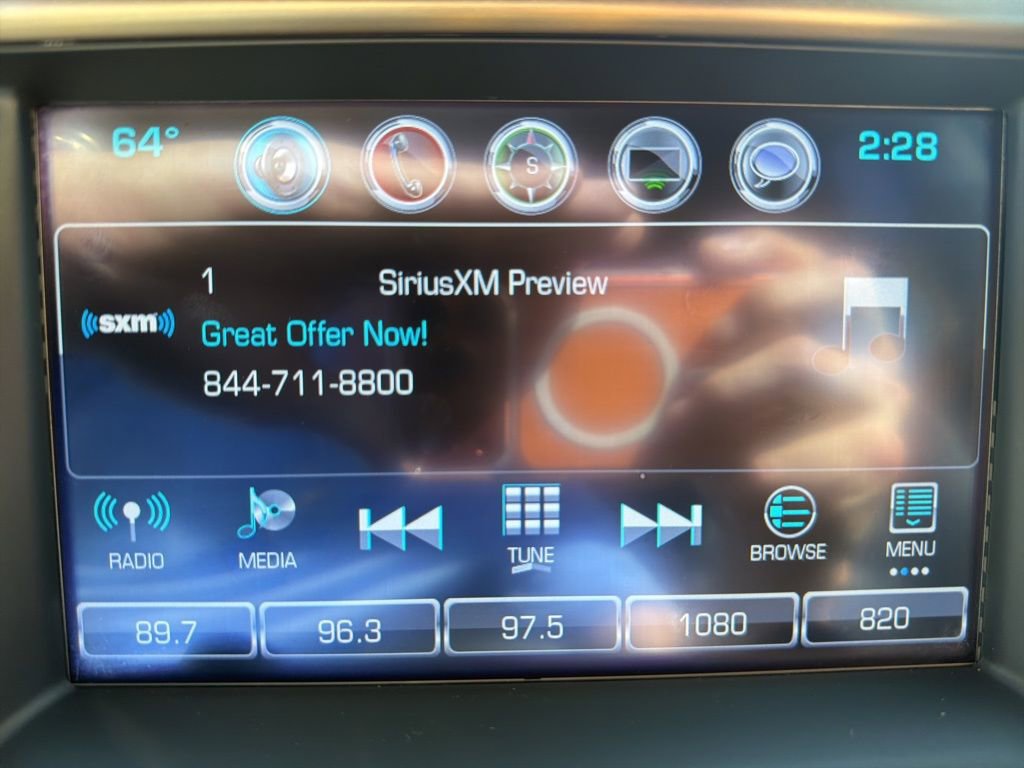 64° 2:28
S
1 SiriusXM Preview
sxm
Great Offer Now!
844-711-8800
RADIO MEDIA TUNE BROWSE MENU
89.7 96.3 97.5 1080 820